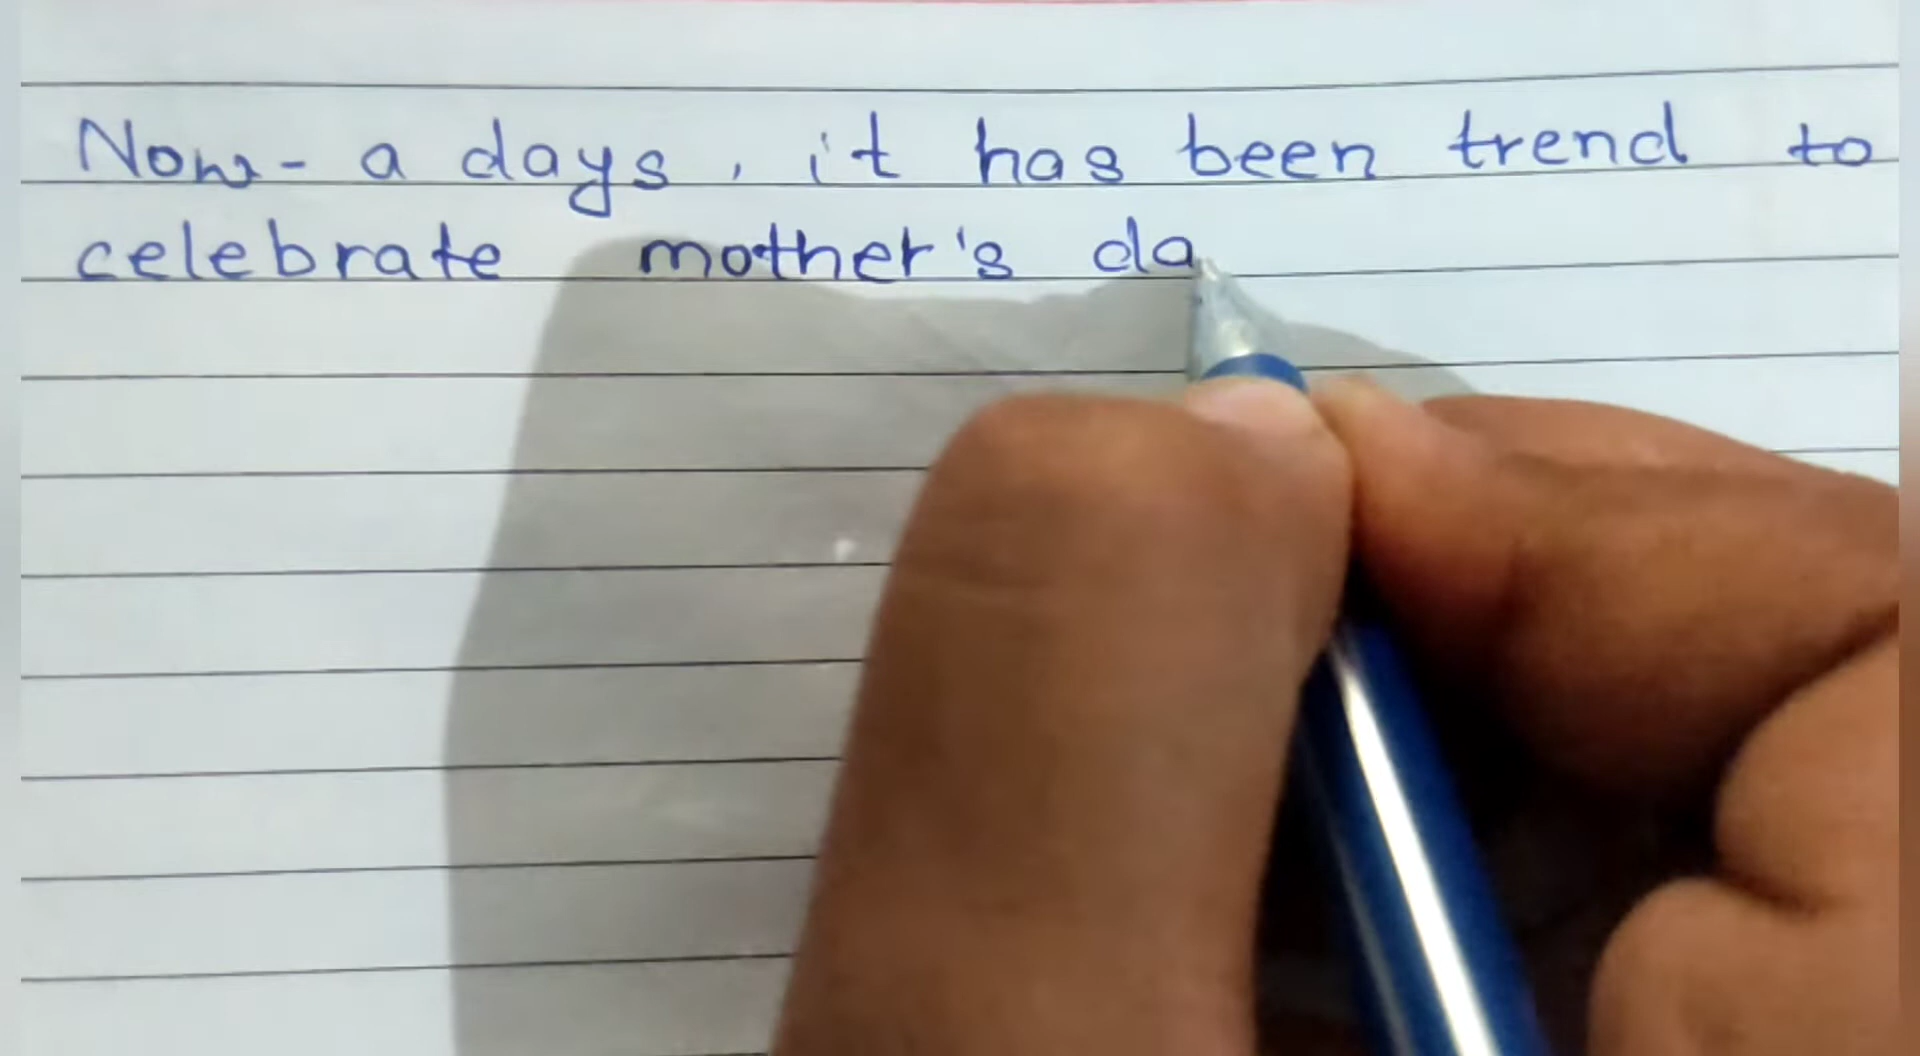 Now- a days, it has been trend to
celebrate mother's da